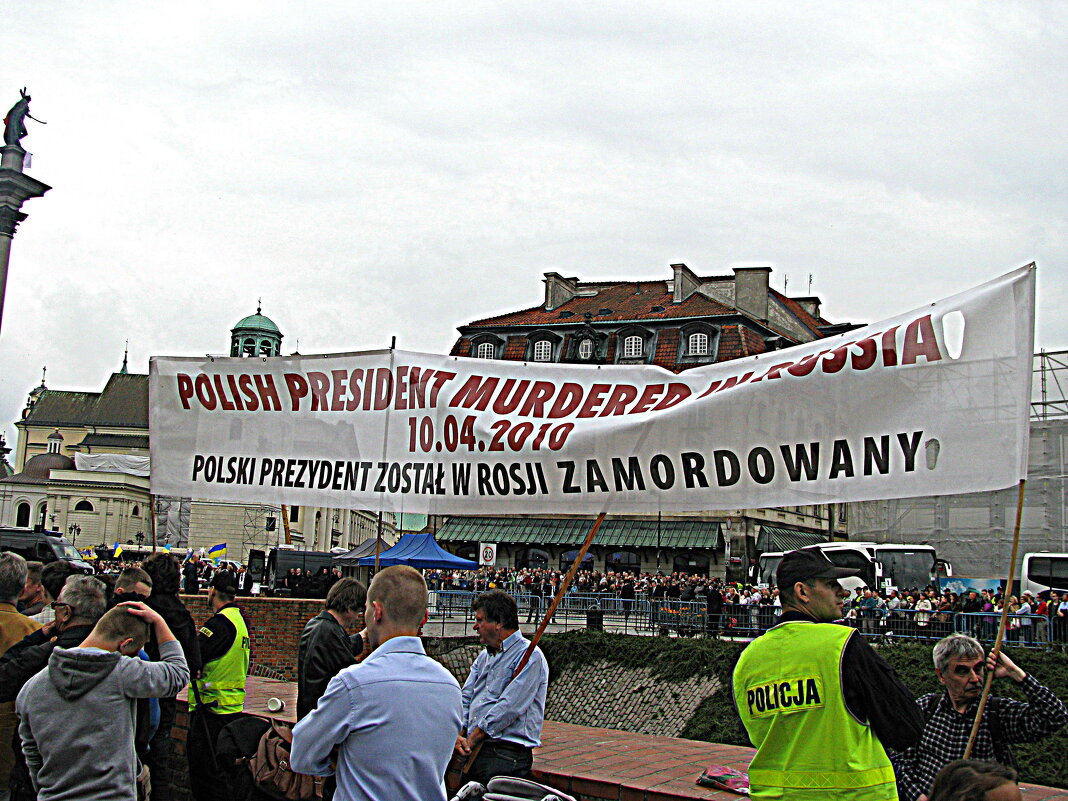 POLISH PRESIDENT MURDERED IN RUSSIA
10.04.2010
POLSKI PREZYDENT ZOSTAŁ W ROSJI ZAMORDOWANY
POLICJA